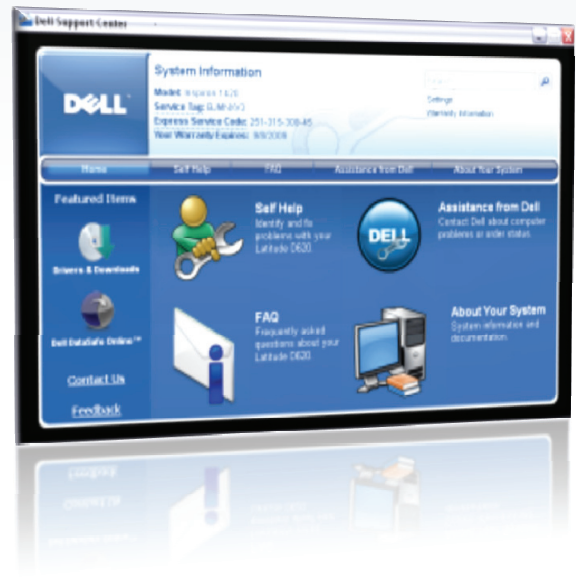 Dell Support Center
DELL
System Information
Model: Inspiron 1420
Service Tag:
Express Service Code:
Your Warranty Expires:
Settings
Warranty Information
Home
Self Help
FAQ
Assistance from Dell
About Your System
Featured Items
Drivers & Downloads
Dell DataSafe Online™
Contact Us
Feedback
Self Help
Identify and fix
problems with your
Latitude D620.
DELL
Assistance from Dell
Contact Dell about computer
problems or order status.
FAQ
Frequently asked
questions about your
Latitude D620.
About Your System
System information and
documentation.